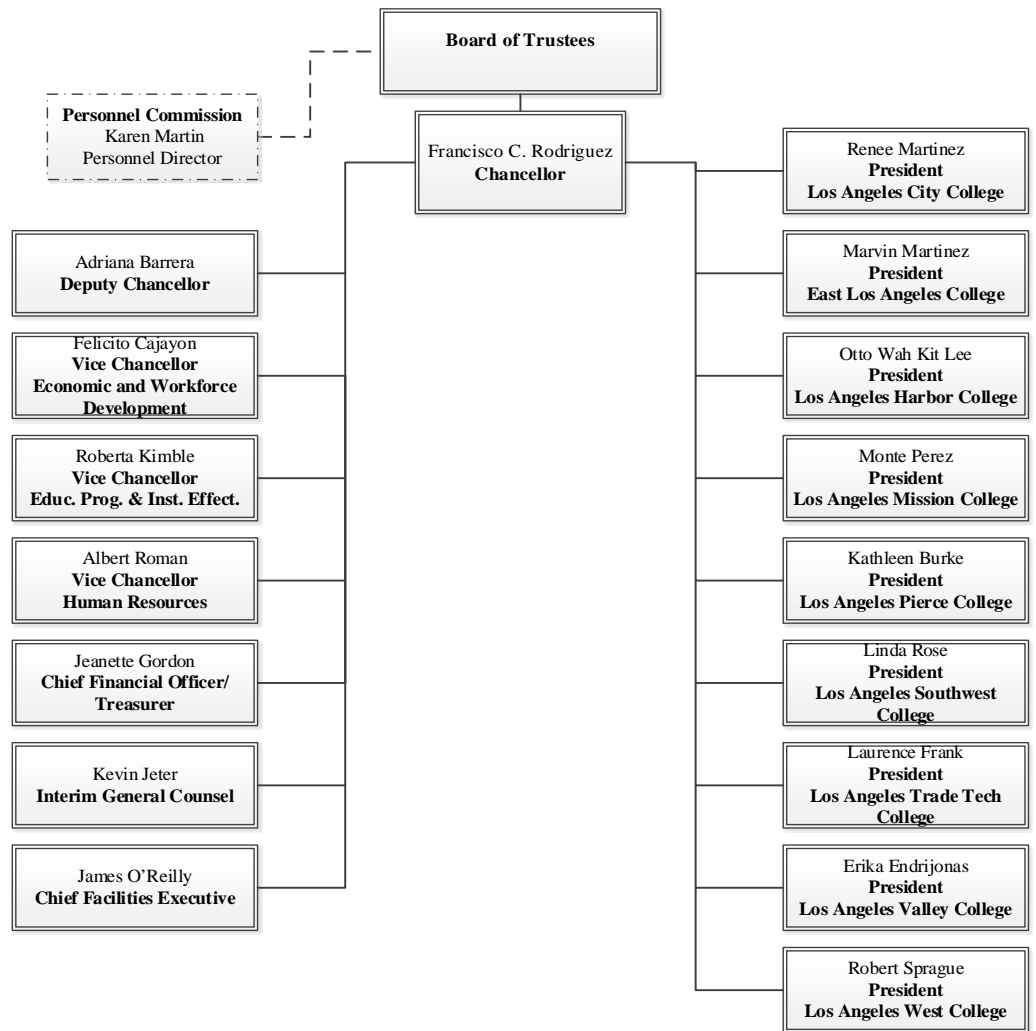 Board of Trustees
Personnel Commission
Karen Martin
Personnel Director
Francisco C. Rodriguez
Chancellor
Adriana Barrera
Deputy Chancellor
Felicito Cajayon
Vice Chancellor
Economic and Workforce
Development
Roberta Kimble
Vice Chancellor
Educ. Prog. & Inst. Effect.
Albert Roman
Vice Chancellor
Human Resources
Jeanette Gordon
Chief Financial Officer/
Treasurer
Kevin Jeter
Interim General Counsel
James O’Reilly
Chief Facilities Executive
Renee Martinez
President
Los Angeles City College
Marvin Martinez
President
East Los Angeles College
Otto Wah Kit Lee
President
Los Angeles Harbor College
Monte Perez
President
Los Angeles Mission College
Kathleen Burke
President
Los Angeles Pierce College
Linda Rose
President
Los Angeles Southwest
College
Laurence Frank
President
Los Angeles Trade Tech
College
Erika Endrijonas
President
Los Angeles Valley College
Robert Sprague
President
Los Angeles West College